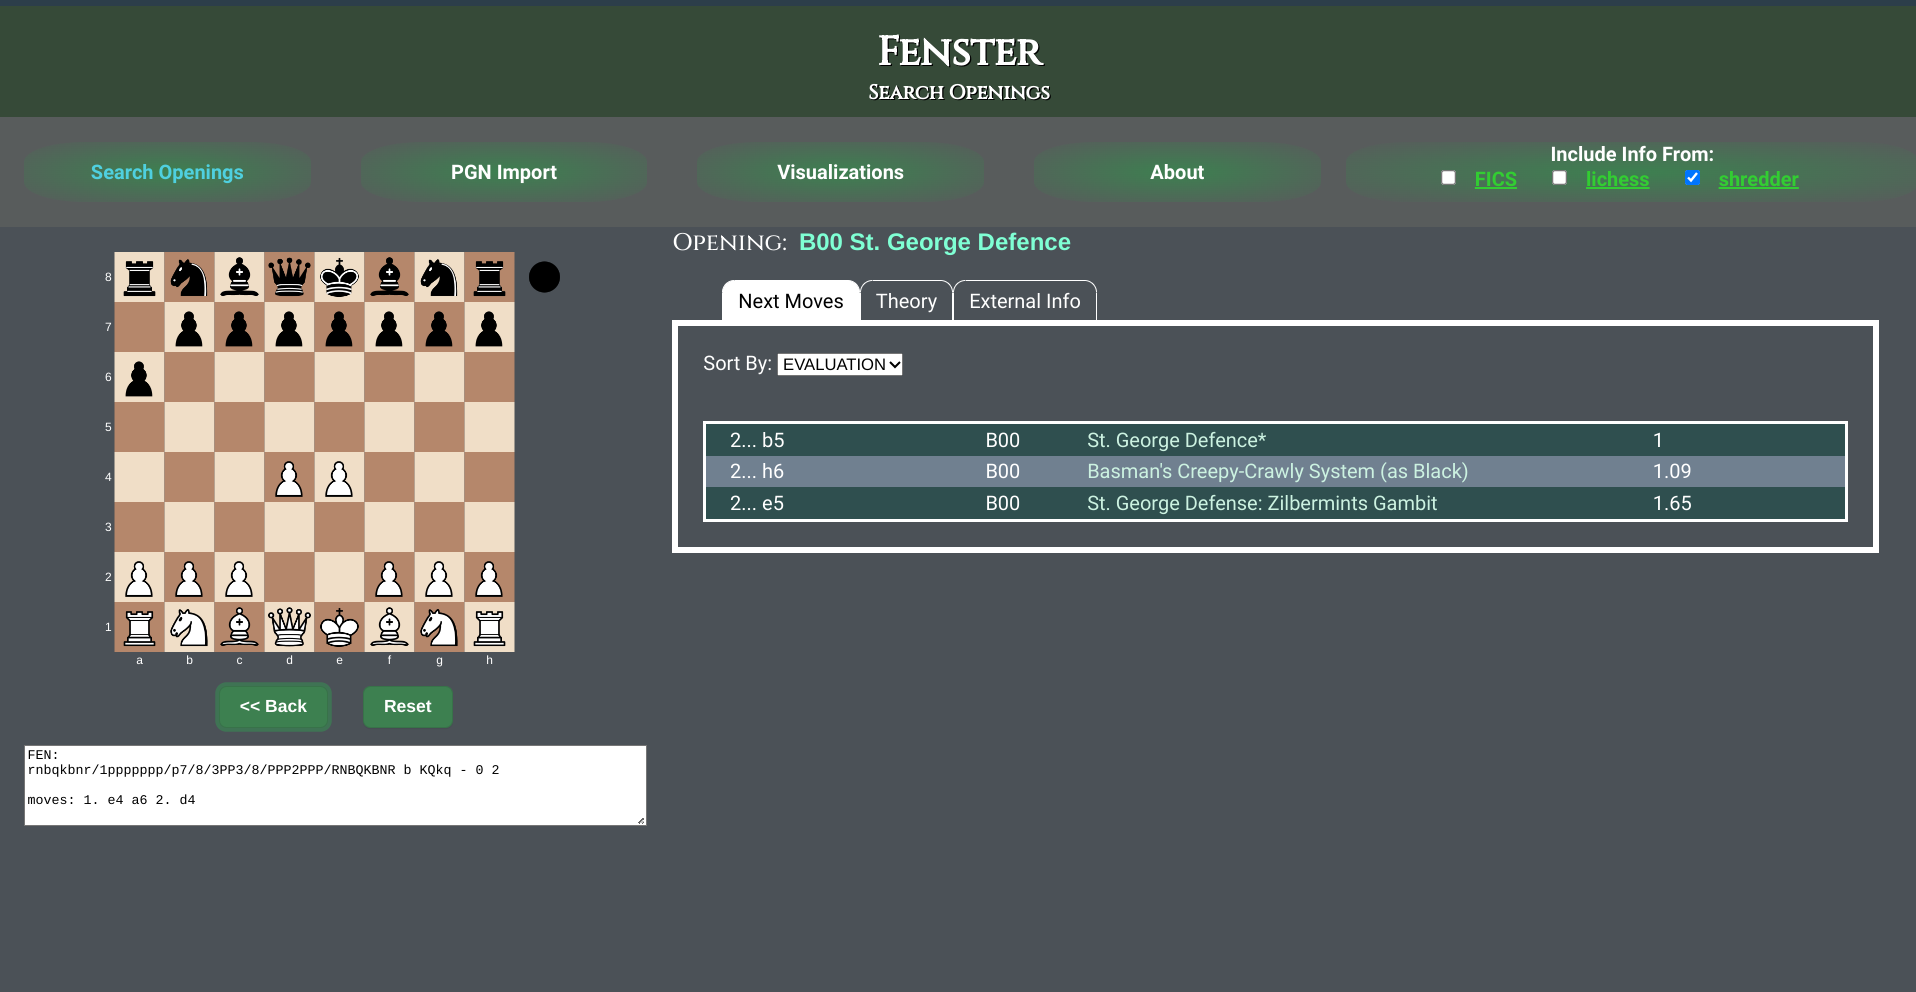 Fenster
Search Openings
Search Openings PGN Import Visualizations About Include Info From:
FICS lichess shredder
Opening: B00 St. George Defence
8
7
6
5
4
3
2
1
a b c d e f g h
<< Back Reset
FEN:
rnbqkbnr/1ppppppp/p7/8/3PP3/8/PPP2PPP/RNBQKBNR b KQkq - 0 2
moves: 1. e4 a6 2. d4
Next Moves Theory External Info
Sort By: EVALUATION
2... b5 B00 St. George Defence* 1
2... h6 B00 Basman's Creepy-Crawly System (as Black) 1.09
2... e5 B00 St. George Defense: Zilbermints Gambit 1.65